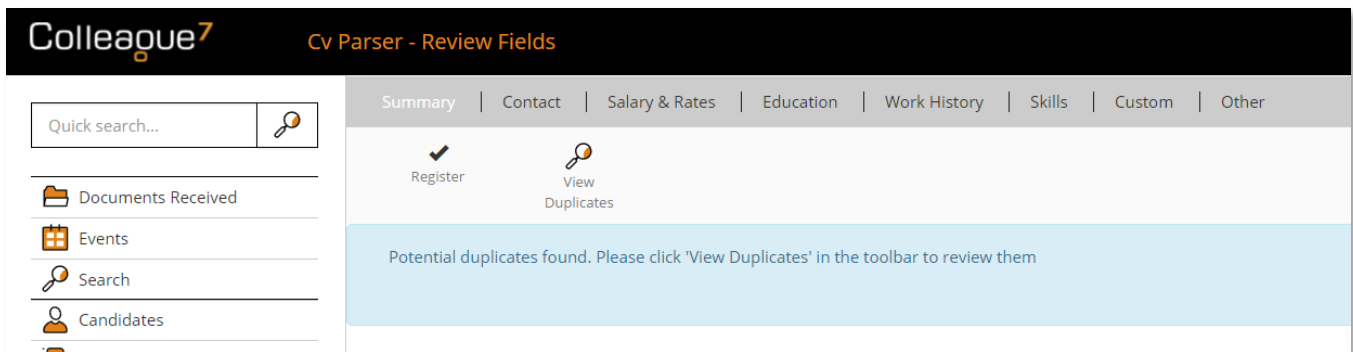 Colleague7
Cv Parser - Review Fields
Quick search...
Summary | Contact | Salary & Rates | Education | Work History | Skills | Custom | Other
Register
View
Duplicates
Documents Received
Events
Search
Candidates
Potential duplicates found. Please click 'View Duplicates' in the toolbar to review them